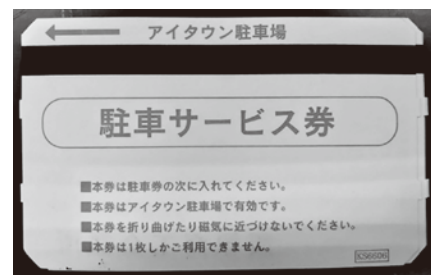 ← アイタウン駐車場
駐車サービス券
■本券は駐車券の次に入れてください。
■本券はアイタウン駐車場で有効です。
■本券を折り曲げたり磁気に近づけないでください。
■本券は1枚しかご利用できません。
KS6506